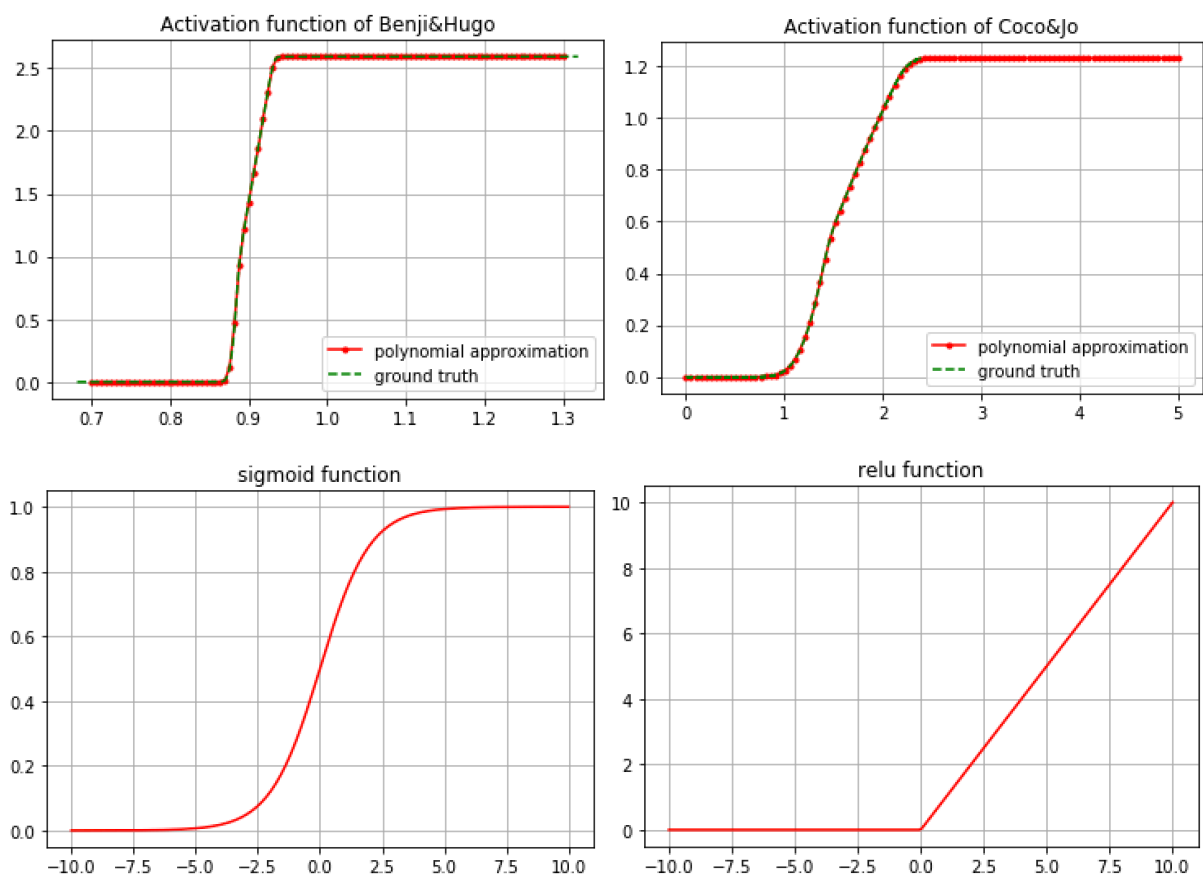 Activation function of Benji&Hugo
2.5
2.0
1.5
1.0
0.5
0.0
polynomial approximation
ground truth
0.7 0.8 0.9 1.0 1.1 1.2 1.3
Activation function of Coco&Jo
1.2
1.0
0.8
0.6
0.4
0.2
0.0
polynomial approximation
ground truth
0 1 2 3 4 5
sigmoid function
1.0
0.8
0.6
0.4
0.2
0.0
−10.0 −7.5 −5.0 −2.5 0.0 2.5 5.0 7.5 10.0
relu function
10
8
6
4
2
0
−10.0 −7.5 −5.0 −2.5 0.0 2.5 5.0 7.5 10.0